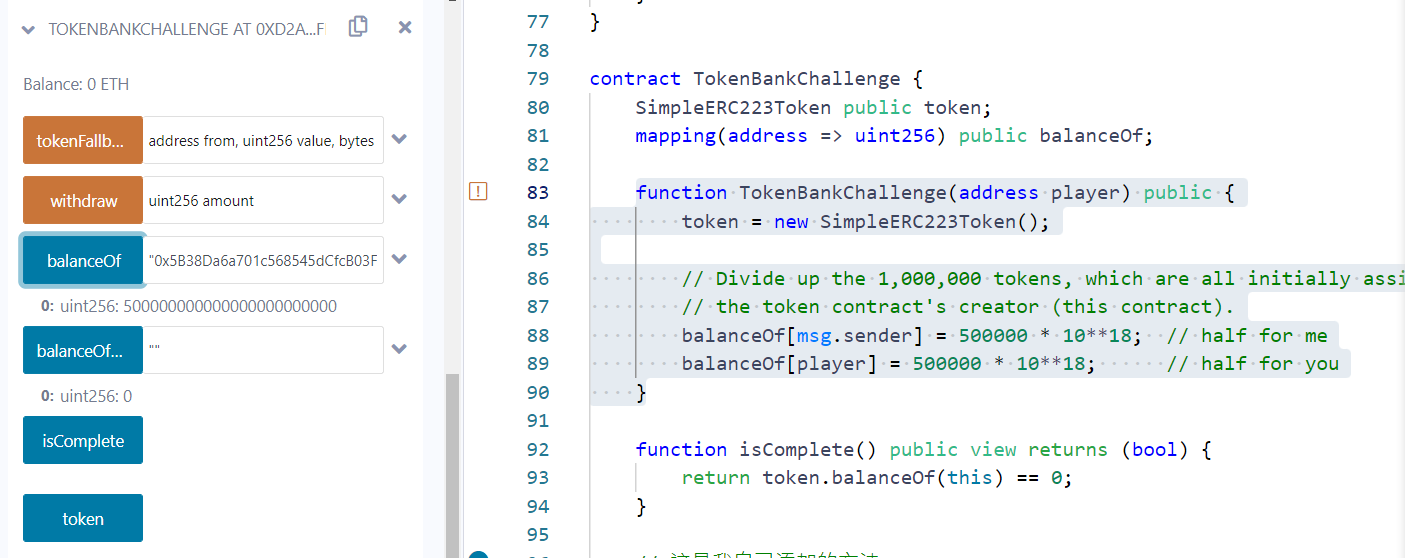 TOKENBANKCHALLENGE AT 0XD2A...F
Balance: 0 ETH
tokenFallb... address from, uint256 value, bytes
withdraw uint256 amount
balanceOf "0x5B38Da6a701c568545dCfcB03F
0: uint256: 500000000000000000000000
balanceOf... ""
0: uint256: 0
isComplete
token
77 }
78
79 contract TokenBankChallenge {
80 SimpleERC223Token public token;
81 mapping(address => uint256) public balanceOf;
82
83 function TokenBankChallenge(address player) public {
84 token = new SimpleERC223Token();
85
86 // Divide up the 1,000,000 tokens, which are all initially assi
87 // the token contract's creator (this contract).
88 balanceOf[msg.sender] = 500000 * 10**18; // half for me
89 balanceOf[player] = 500000 * 10**18; // half for you
90 }
91
92 function isComplete() public view returns (bool) {
93 return token.balanceOf(this) == 0;
94 }
95